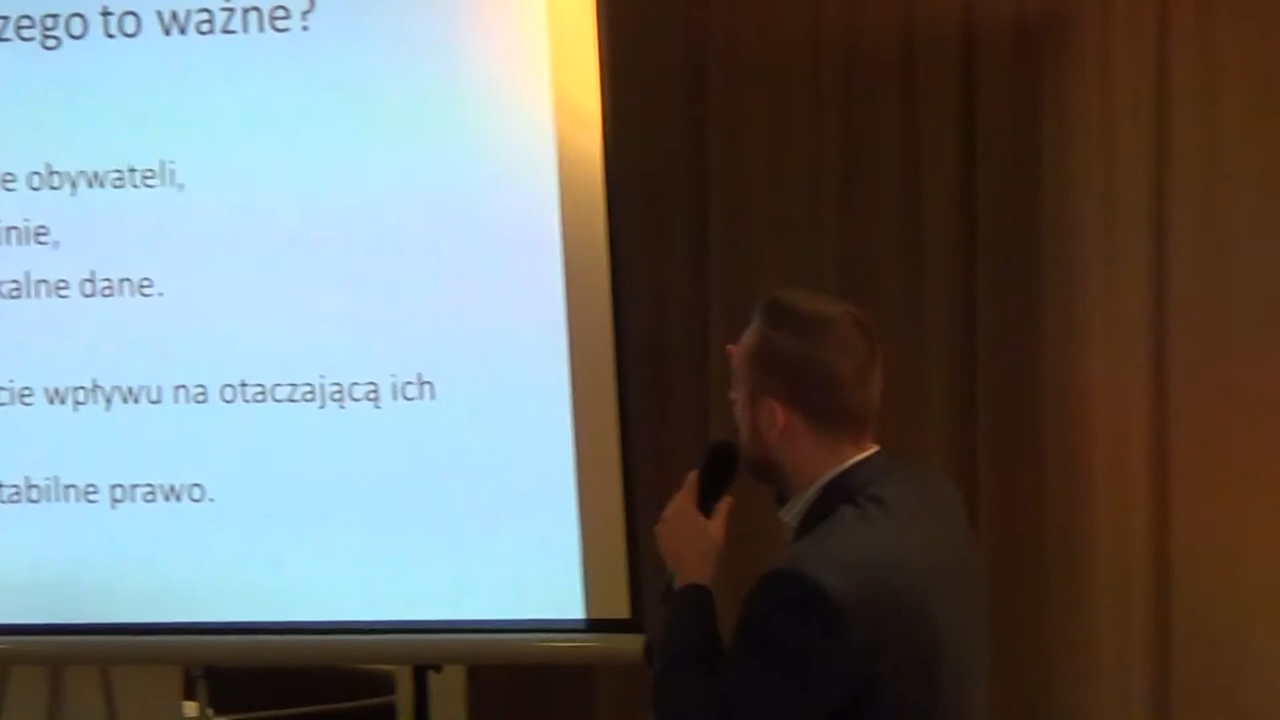 zego to ważne?
e obywateli,
inie,
kalne dane.
cie wpływu na otaczającą ich
tabilne prawo.